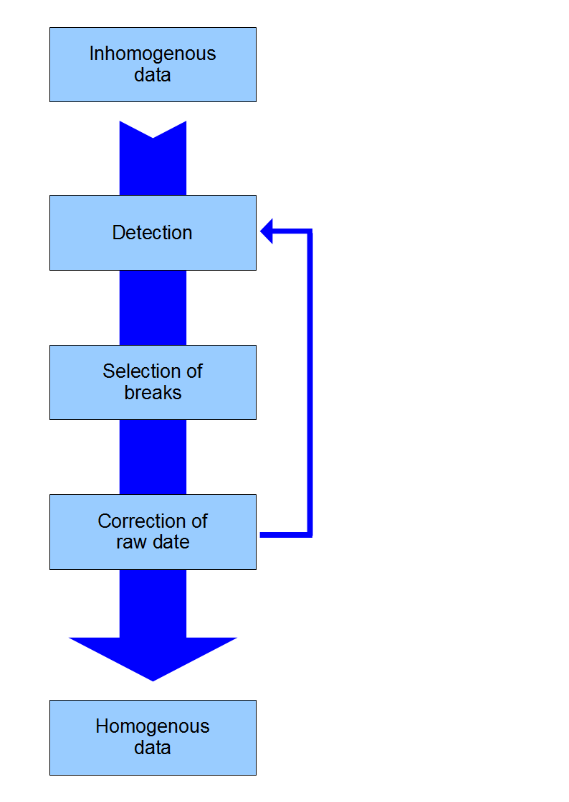 Inhomogenous
data
Detection
Selection of
breaks
Correction of
raw date
Homogenous
data